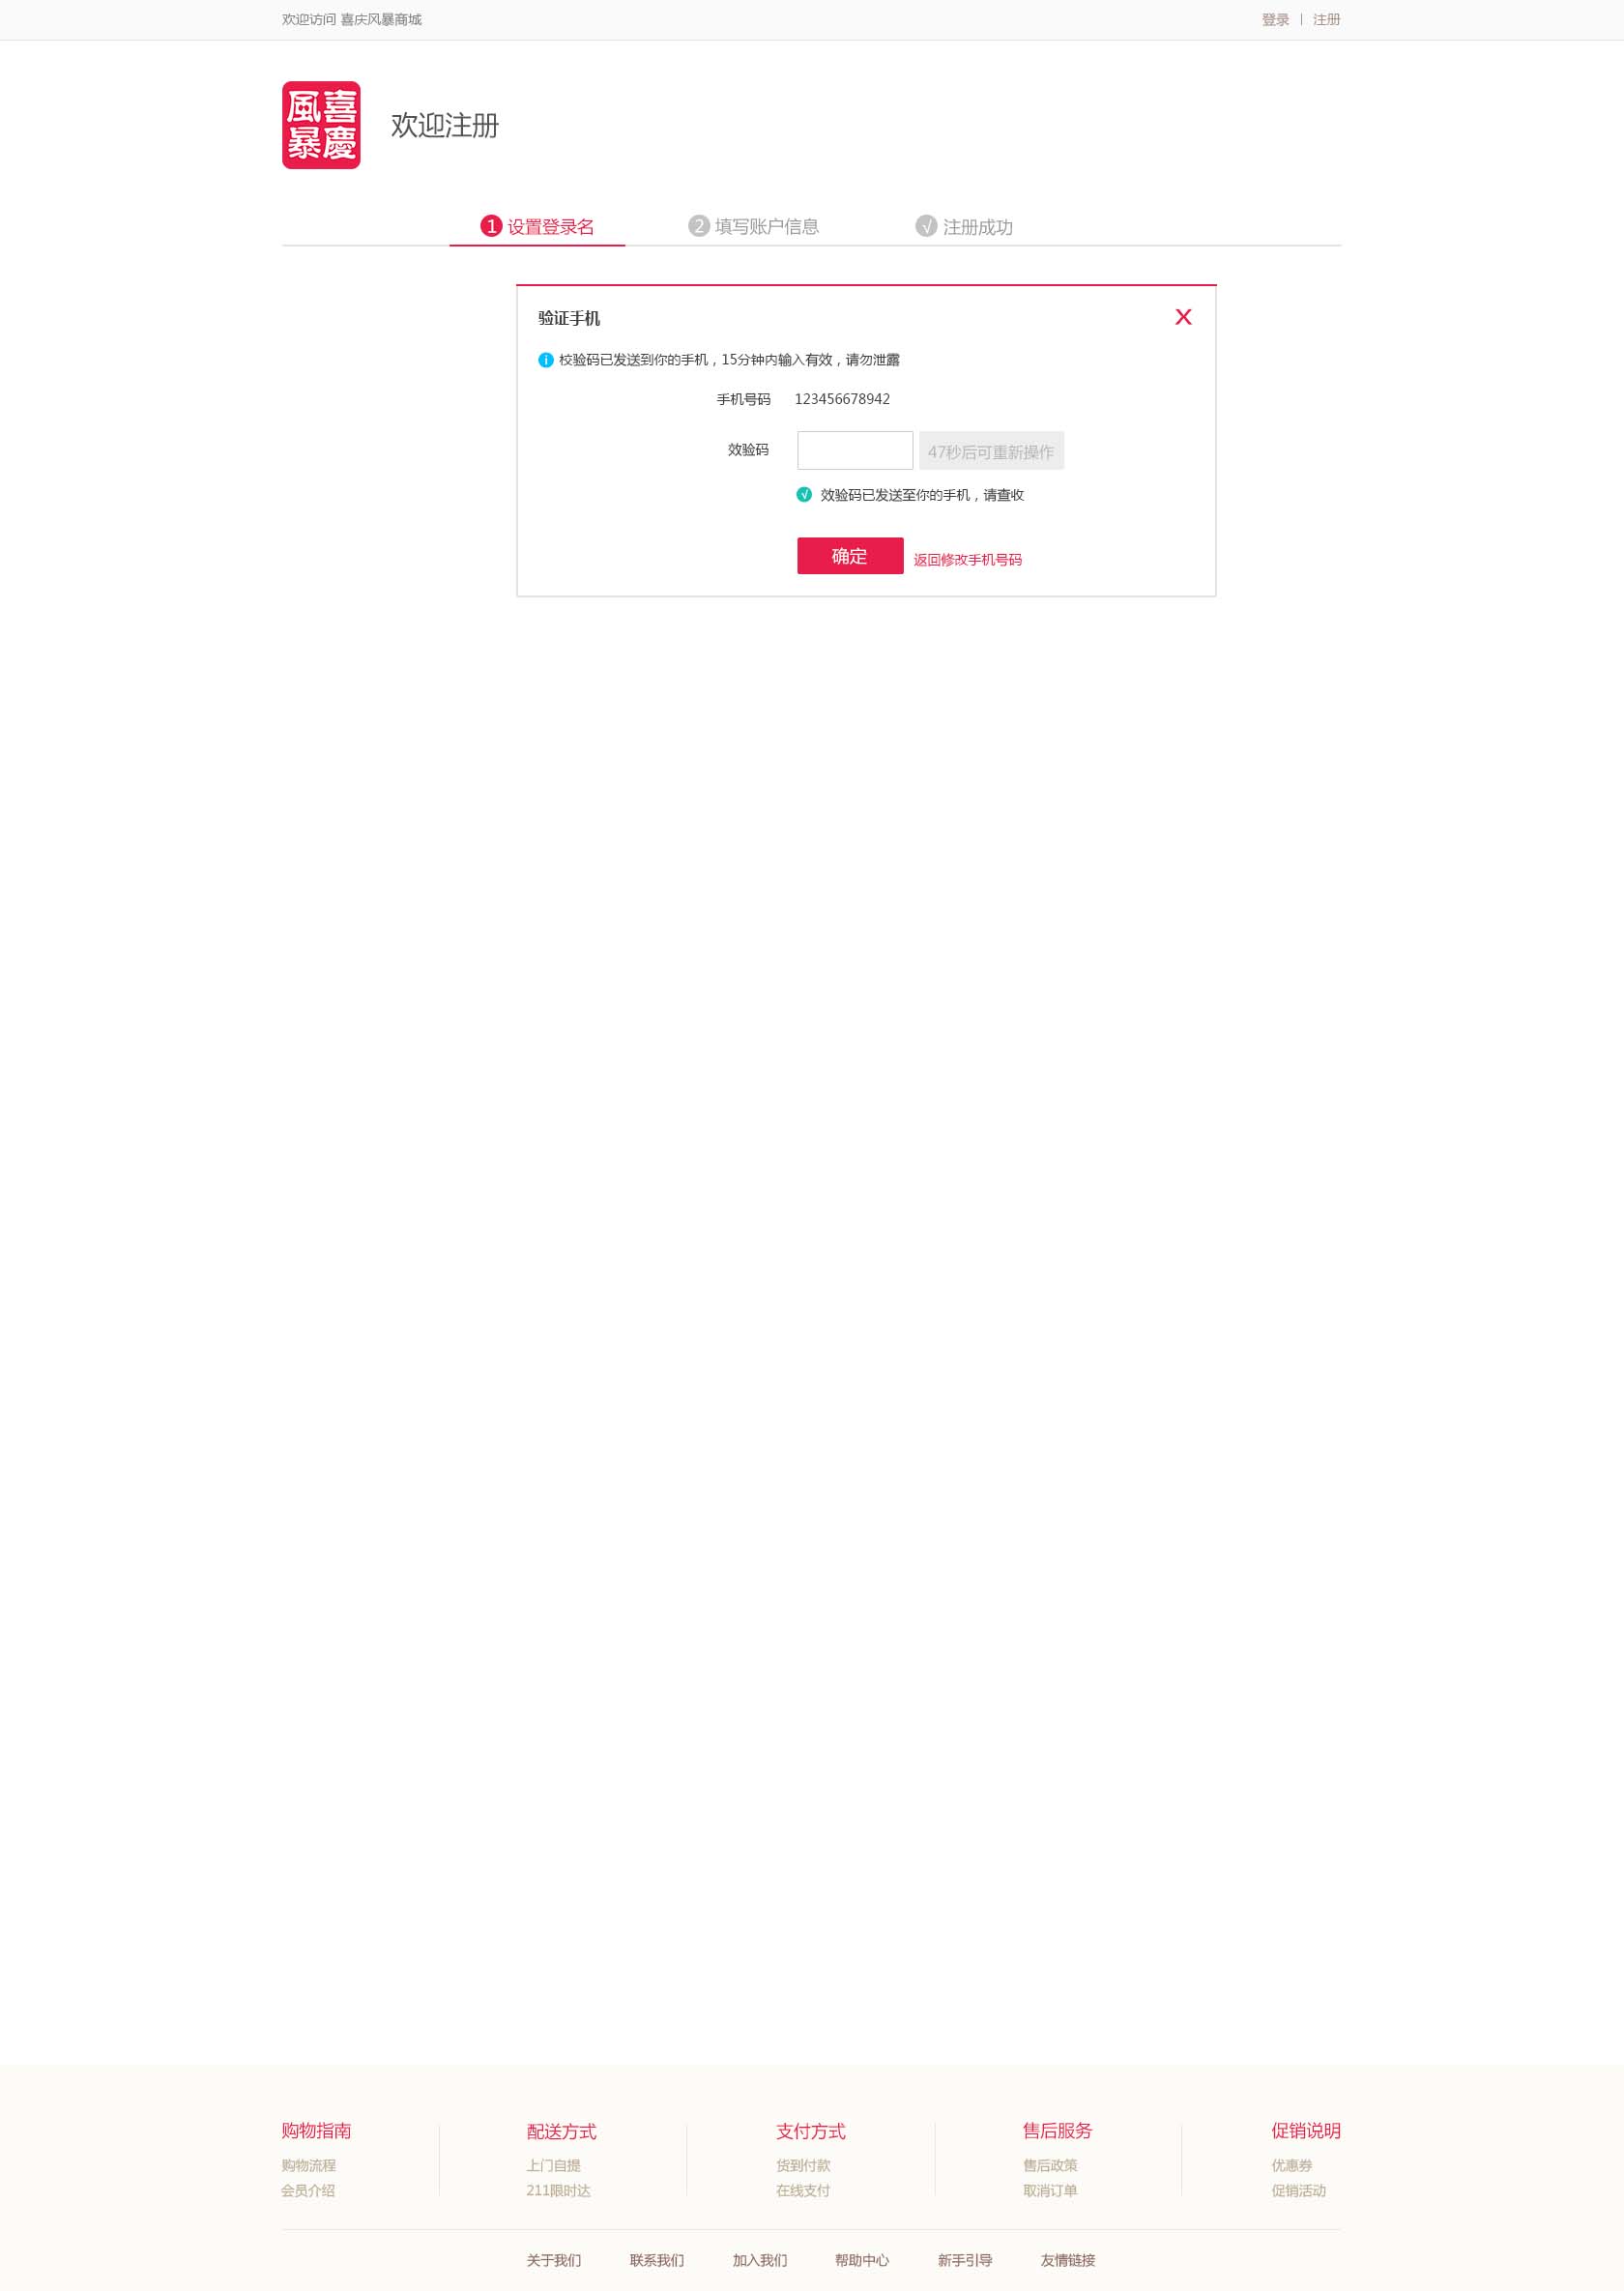 欢迎访问 喜庆风暴商城
登录 | 注册
喜慶風暴
欢迎注册
1 设置登录名
2 填写账户信息
√ 注册成功
验证手机
X
i 校验码已发送到你的手机，15分钟内输入有效，请勿泄露
手机号码 123456678942
效验码
47秒后可重新操作
√ 效验码已发送至你的手机，请查收
确定 返回修改手机号码
购物指南 配送方式 支付方式 售后服务 促销说明
购物流程 上门自提 货到付款 售后政策 优惠券
会员介绍 211限时达 在线支付 取消订单 促销活动
关于我们 联系我们 加入我们 帮助中心 新手引导 友情链接